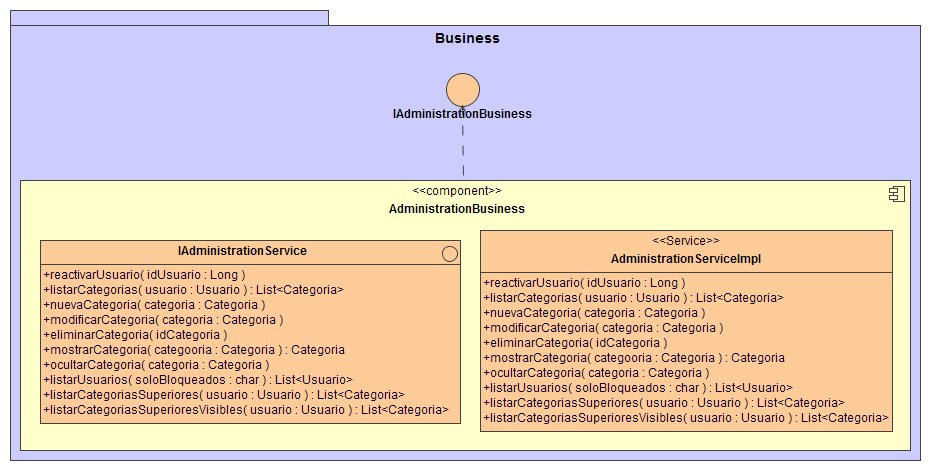 Business
IAdministrationBusiness
<<component>>
AdministrationBusiness
IAdministrationService
+reactivarUsuario( idUsuario : Long )
+listarCategorias( usuario : Usuario ) : List<Categoria>
+nuevaCategoria( categoria : Categoria )
+modificarCategoria( categoria : Categoria )
+eliminarCategoria( idCategoria )
+mostrarCategoria( categooria : Categoria ) : Categoria
+ocultarCategoria( categoria : Categoria )
+listarUsuarios( soloBloqueados : char ) : List<Usuario>
+listarCategoriasSuperiores( usuario : Usuario ) : List<Categoria>
+listarCategoriasSuperioresVisibles( usuario : Usuario ) : List<Categoria>
<<Service>>
AdministrationServiceImpl
+reactivarUsuario( idUsuario : Long )
+listarCategorias( usuario : Usuario ) : List<Categoria>
+nuevaCategoria( categoria : Categoria )
+modificarCategoria( categoria : Categoria )
+eliminarCategoria( idCategoria )
+mostrarCategoria( categooria : Categoria ) : Categoria
+ocultarCategoria( categoria : Categoria )
+listarUsuarios( soloBloqueados : char ) : List<Usuario>
+listarCategoriasSuperiores( usuario : Usuario ) : List<Categoria>
+listarCategoriasSuperioresVisibles( usuario : Usuario ) : List<Categoria>